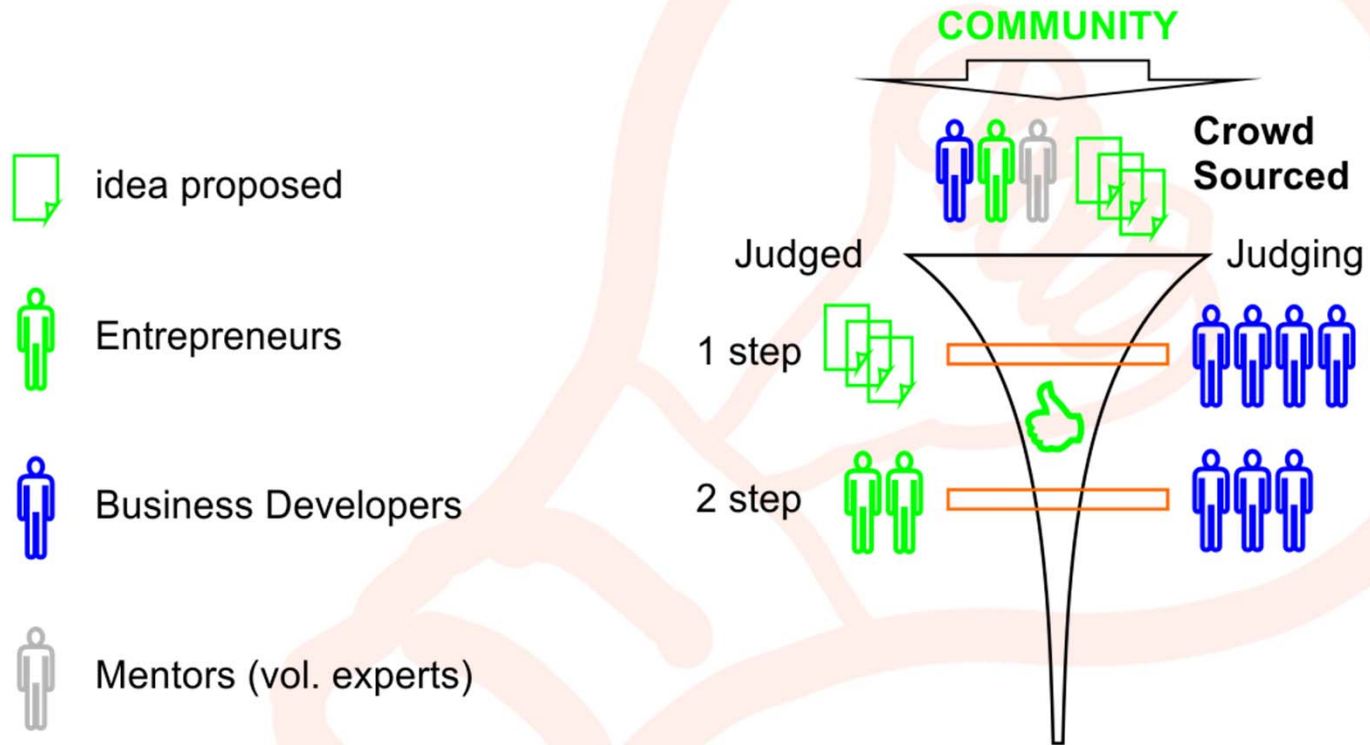 COMMUNITY
Crowd
Sourced
idea proposed
Judged
Judging
Entrepreneurs
1 step
Business Developers
2 step
Mentors (vol. experts)